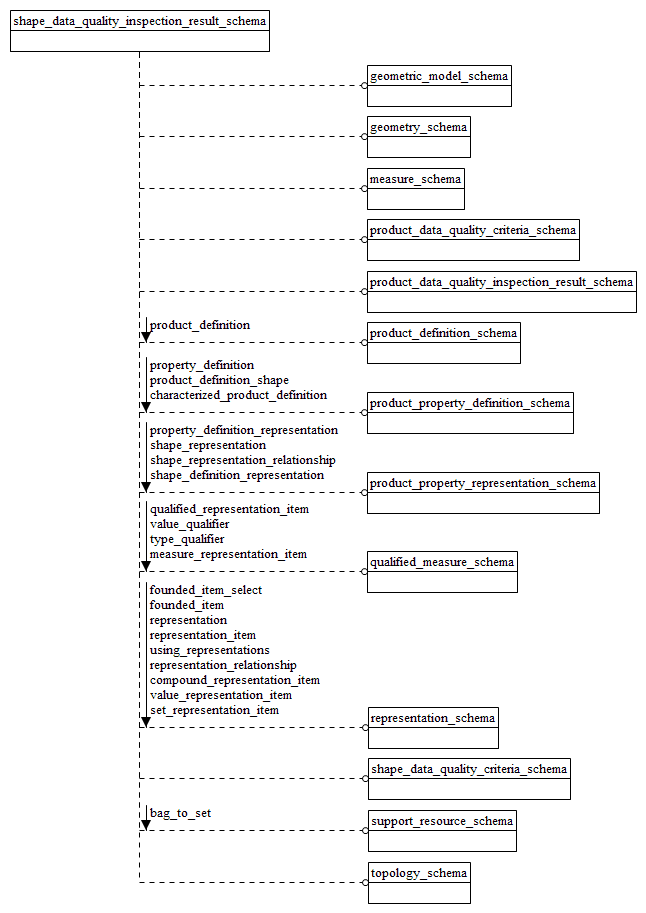 shape_data_quality_inspection_result_schema
geometric_model_schema
geometry_schema
measure_schema
product_data_quality_criteria_schema
product_data_quality_inspection_result_schema
product_definition
product_definition_schema
property_definition
product_definition_shape
characterized_product_definition
product_property_definition_schema
property_definition_representation
shape_representation
shape_representation_relationship
shape_definition_representation
product_property_representation_schema
qualified_representation_item
value_qualifier
type_qualifier
measure_representation_item
qualified_measure_schema
founded_item_select
founded_item
representation
representation_item
using_representations
representation_relationship
compound_representation_item
value_representation_item
set_representation_item
representation_schema
shape_data_quality_criteria_schema
bag_to_set
support_resource_schema
topology_schema